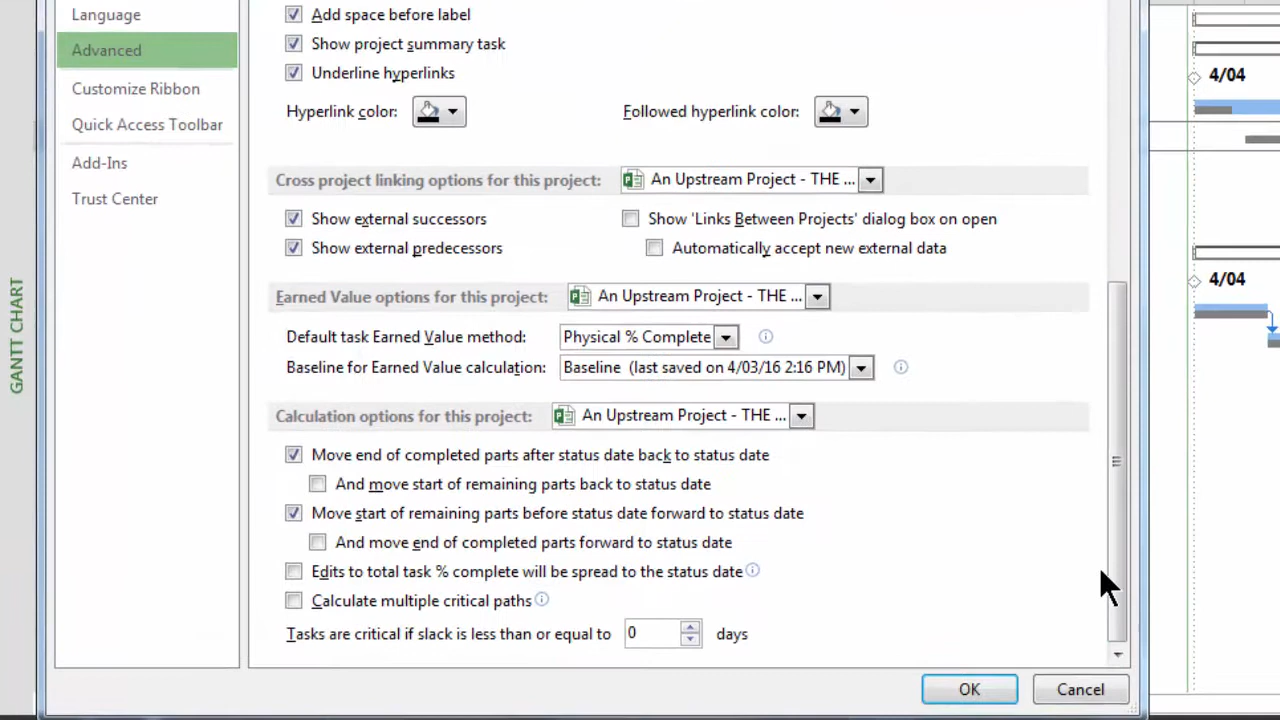 Language
Advanced
Customize Ribbon
Quick Access Toolbar
Add-Ins
Trust Center
GANTT CHART
Add space before label
Show project summary task
Underline hyperlinks
Hyperlink color: Followed hyperlink color:
Cross project linking options for this project: An Upstream Project - THE ...
Show external successors Show 'Links Between Projects' dialog box on open
Show external predecessors Automatically accept new external data
Earned Value options for this project: An Upstream Project - THE ...
Default task Earned Value method: Physical % Complete
Baseline for Earned Value calculation: Baseline (last saved on 4/03/16 2:16 PM)
Calculation options for this project: An Upstream Project - THE ...
Move end of completed parts after status date back to status date
And move start of remaining parts back to status date
Move start of remaining parts before status date forward to status date
And move end of completed parts forward to status date
Edits to total task % complete will be spread to the status date
Calculate multiple critical paths
Tasks are critical if slack is less than or equal to 0 days
OK Cancel
4/04
4/04